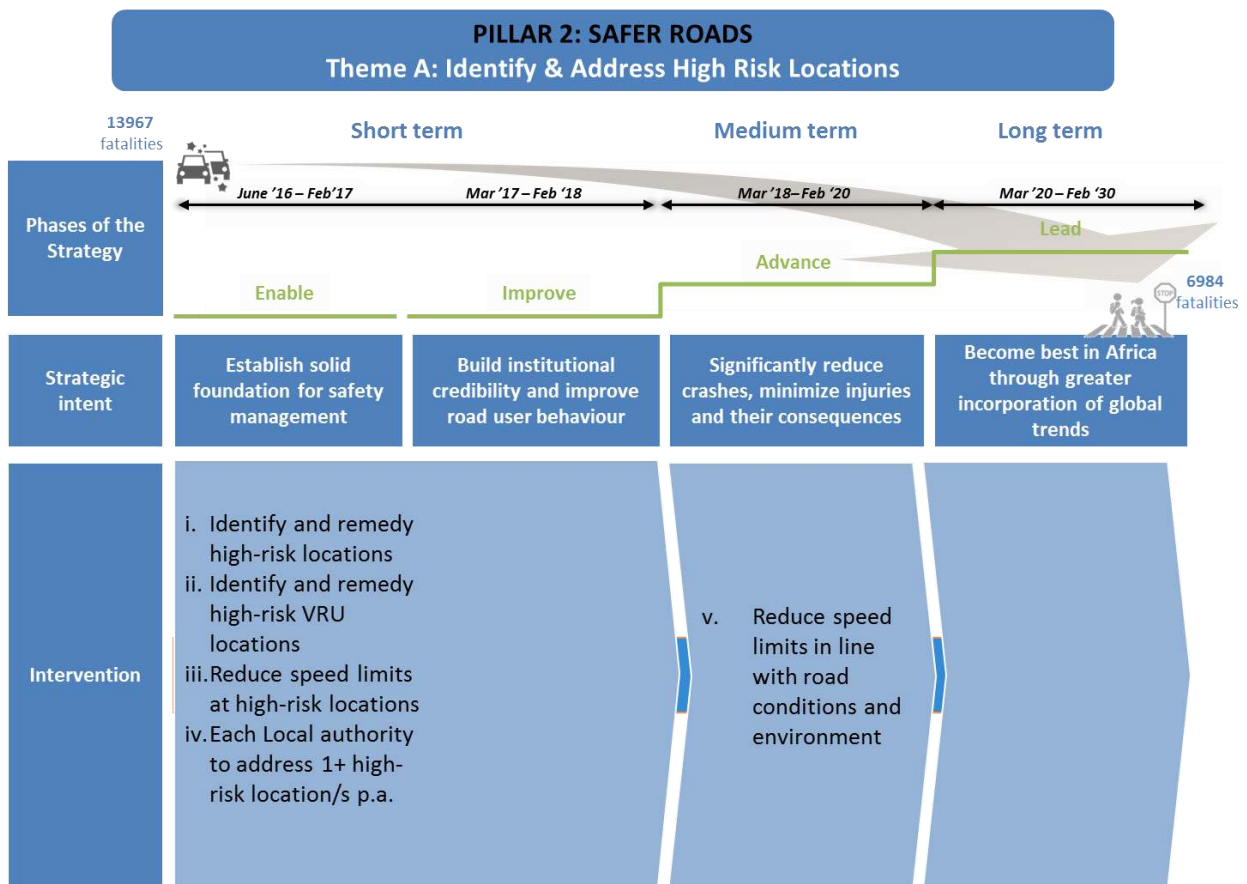 PILLAR 2: SAFER ROADS
Theme A: Identify & Address High Risk Locations
13967
fatalities
Short term
Medium term
Long term
June ’16 – Feb’17
Mar ’17 – Feb ‘18
Mar ’18– Feb ‘20
Mar ’20 – Feb ‘30
Phases of the
Strategy
Enable
Improve
Advance
Lead
STOP
6984
fatalities
Strategic
intent
Establish solid
foundation for safety
management
Build institutional
credibility and improve
road user behaviour
Significantly reduce
crashes, minimize injuries
and their consequences
Become best in Africa
through greater
incorporation of global
trends
Intervention
i. Identify and remedy
high-risk locations
ii. Identify and remedy
high-risk VRU
locations
iii. Reduce speed limits
at high-risk locations
iv. Each Local authority
to address 1+ high-
risk location/s p.a.
v. Reduce speed
limits in line
with road
conditions and
environment